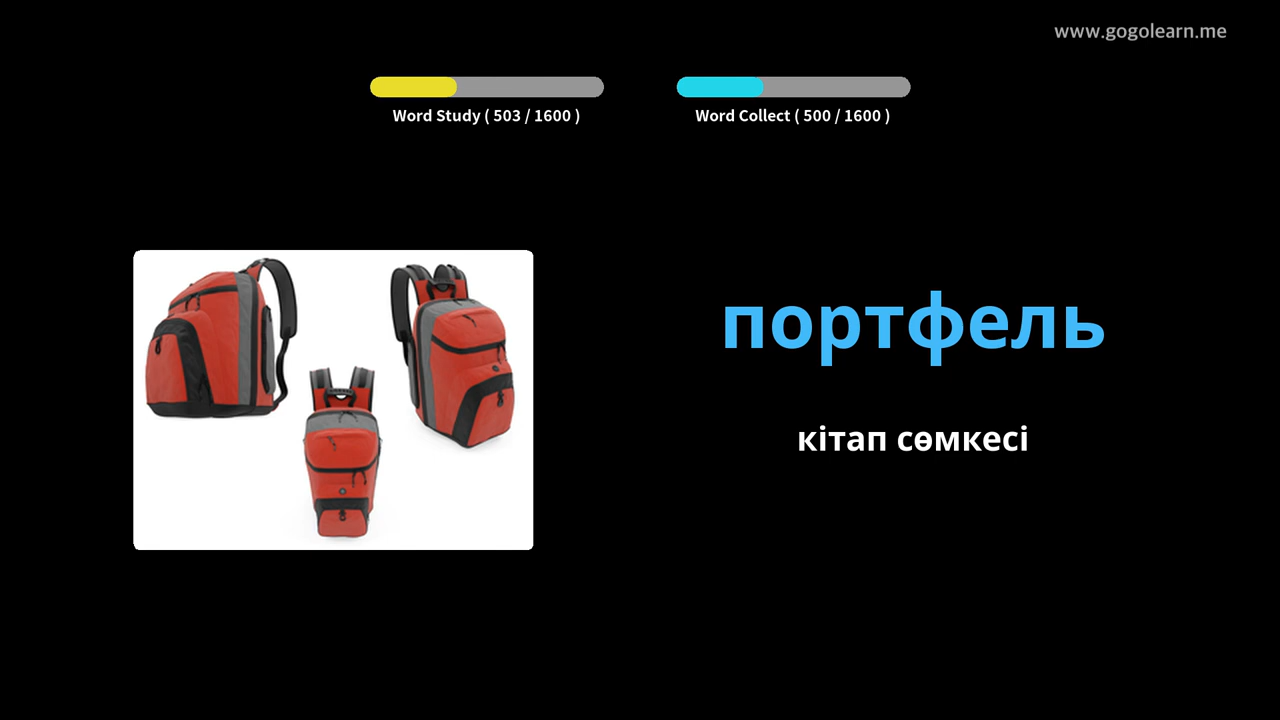 www.gogolearn.me
Word Study ( 503 / 1600 )
Word Collect ( 500 / 1600 )
портфель
кітап сөмкесі